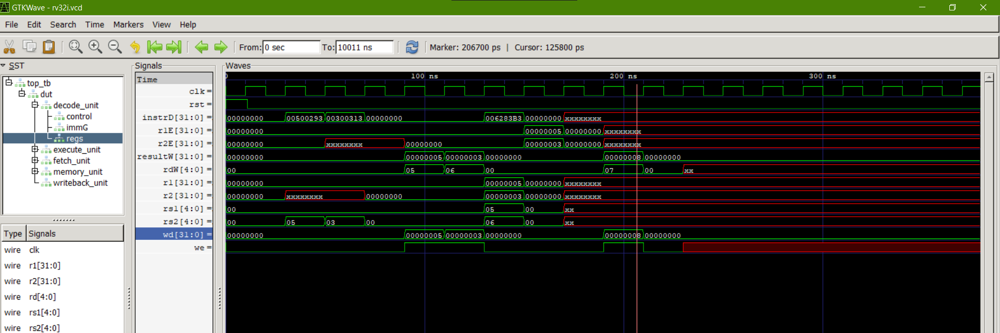 GTKWave - rv32i.vcd
File Edit Search Time Markers View Help
From: 0 sec To: 10011 ns Marker: 206700 ps | Cursor: 125800 ps
SST
top_tb
dut
decode_unit
control
immG
regs
execute_unit
fetch_unit
memory_unit
writeback_unit
Type Signals
wire clk
wire r1[31:0]
wire r2[31:0]
wire rd[4:0]
wire rs1[4:0]
wire rs2[4:0]
Signals
Time
clk =
rst =
instrD[31:0] =
r1E[31:0] =
r2E[31:0] =
resultW[31:0] =
rdW[4:0] =
r1[31:0] =
r2[31:0] =
rs1[4:0] =
rs2[4:0] =
wd[31:0] =
we =
Waves
0 100 ns 200 ns 300 ns
00000000 00500293 00300313 00000000 006283B3 00000000 xxxxxxxx
00000000 00000005 00000000 xxxxxxxx
00000000 xxxxxxxx 00000000 00000003 00000000 xxxxxxxx
00000000 00000005 00000003 00000000 00000008 00000000
00 05 06 00 07 00 xx
00000000 00000005 00000000 xxxxxxxx
00000000 xxxxxxxx 00000000 00000003 00000000 xxxxxxxx
00 05 00 xx
00 05 03 00 06 00 xx
00000000 00000005 00000003 00000000 00000008 00000000